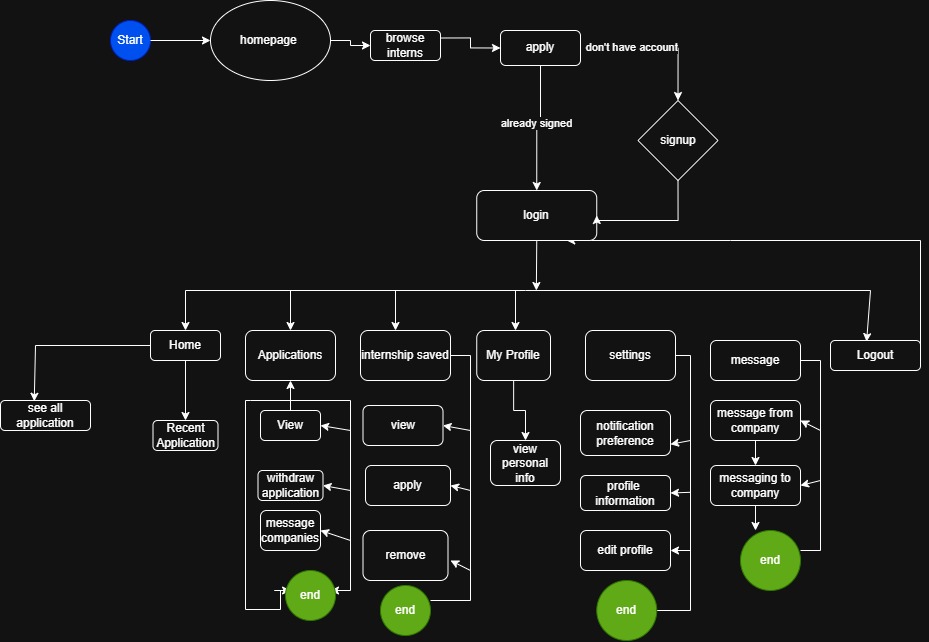 Start
homepage
browse
interns
apply
don't have account
already signed
signup
login
Home
Applications
internship saved
My Profile
settings
message
Logout
see all
application
Recent
Application
View
withdraw
application
message
companies
end
view
apply
remove
end
view
personal
info
notification
preference
profile
information
edit profile
end
message from
company
messaging to
company
end